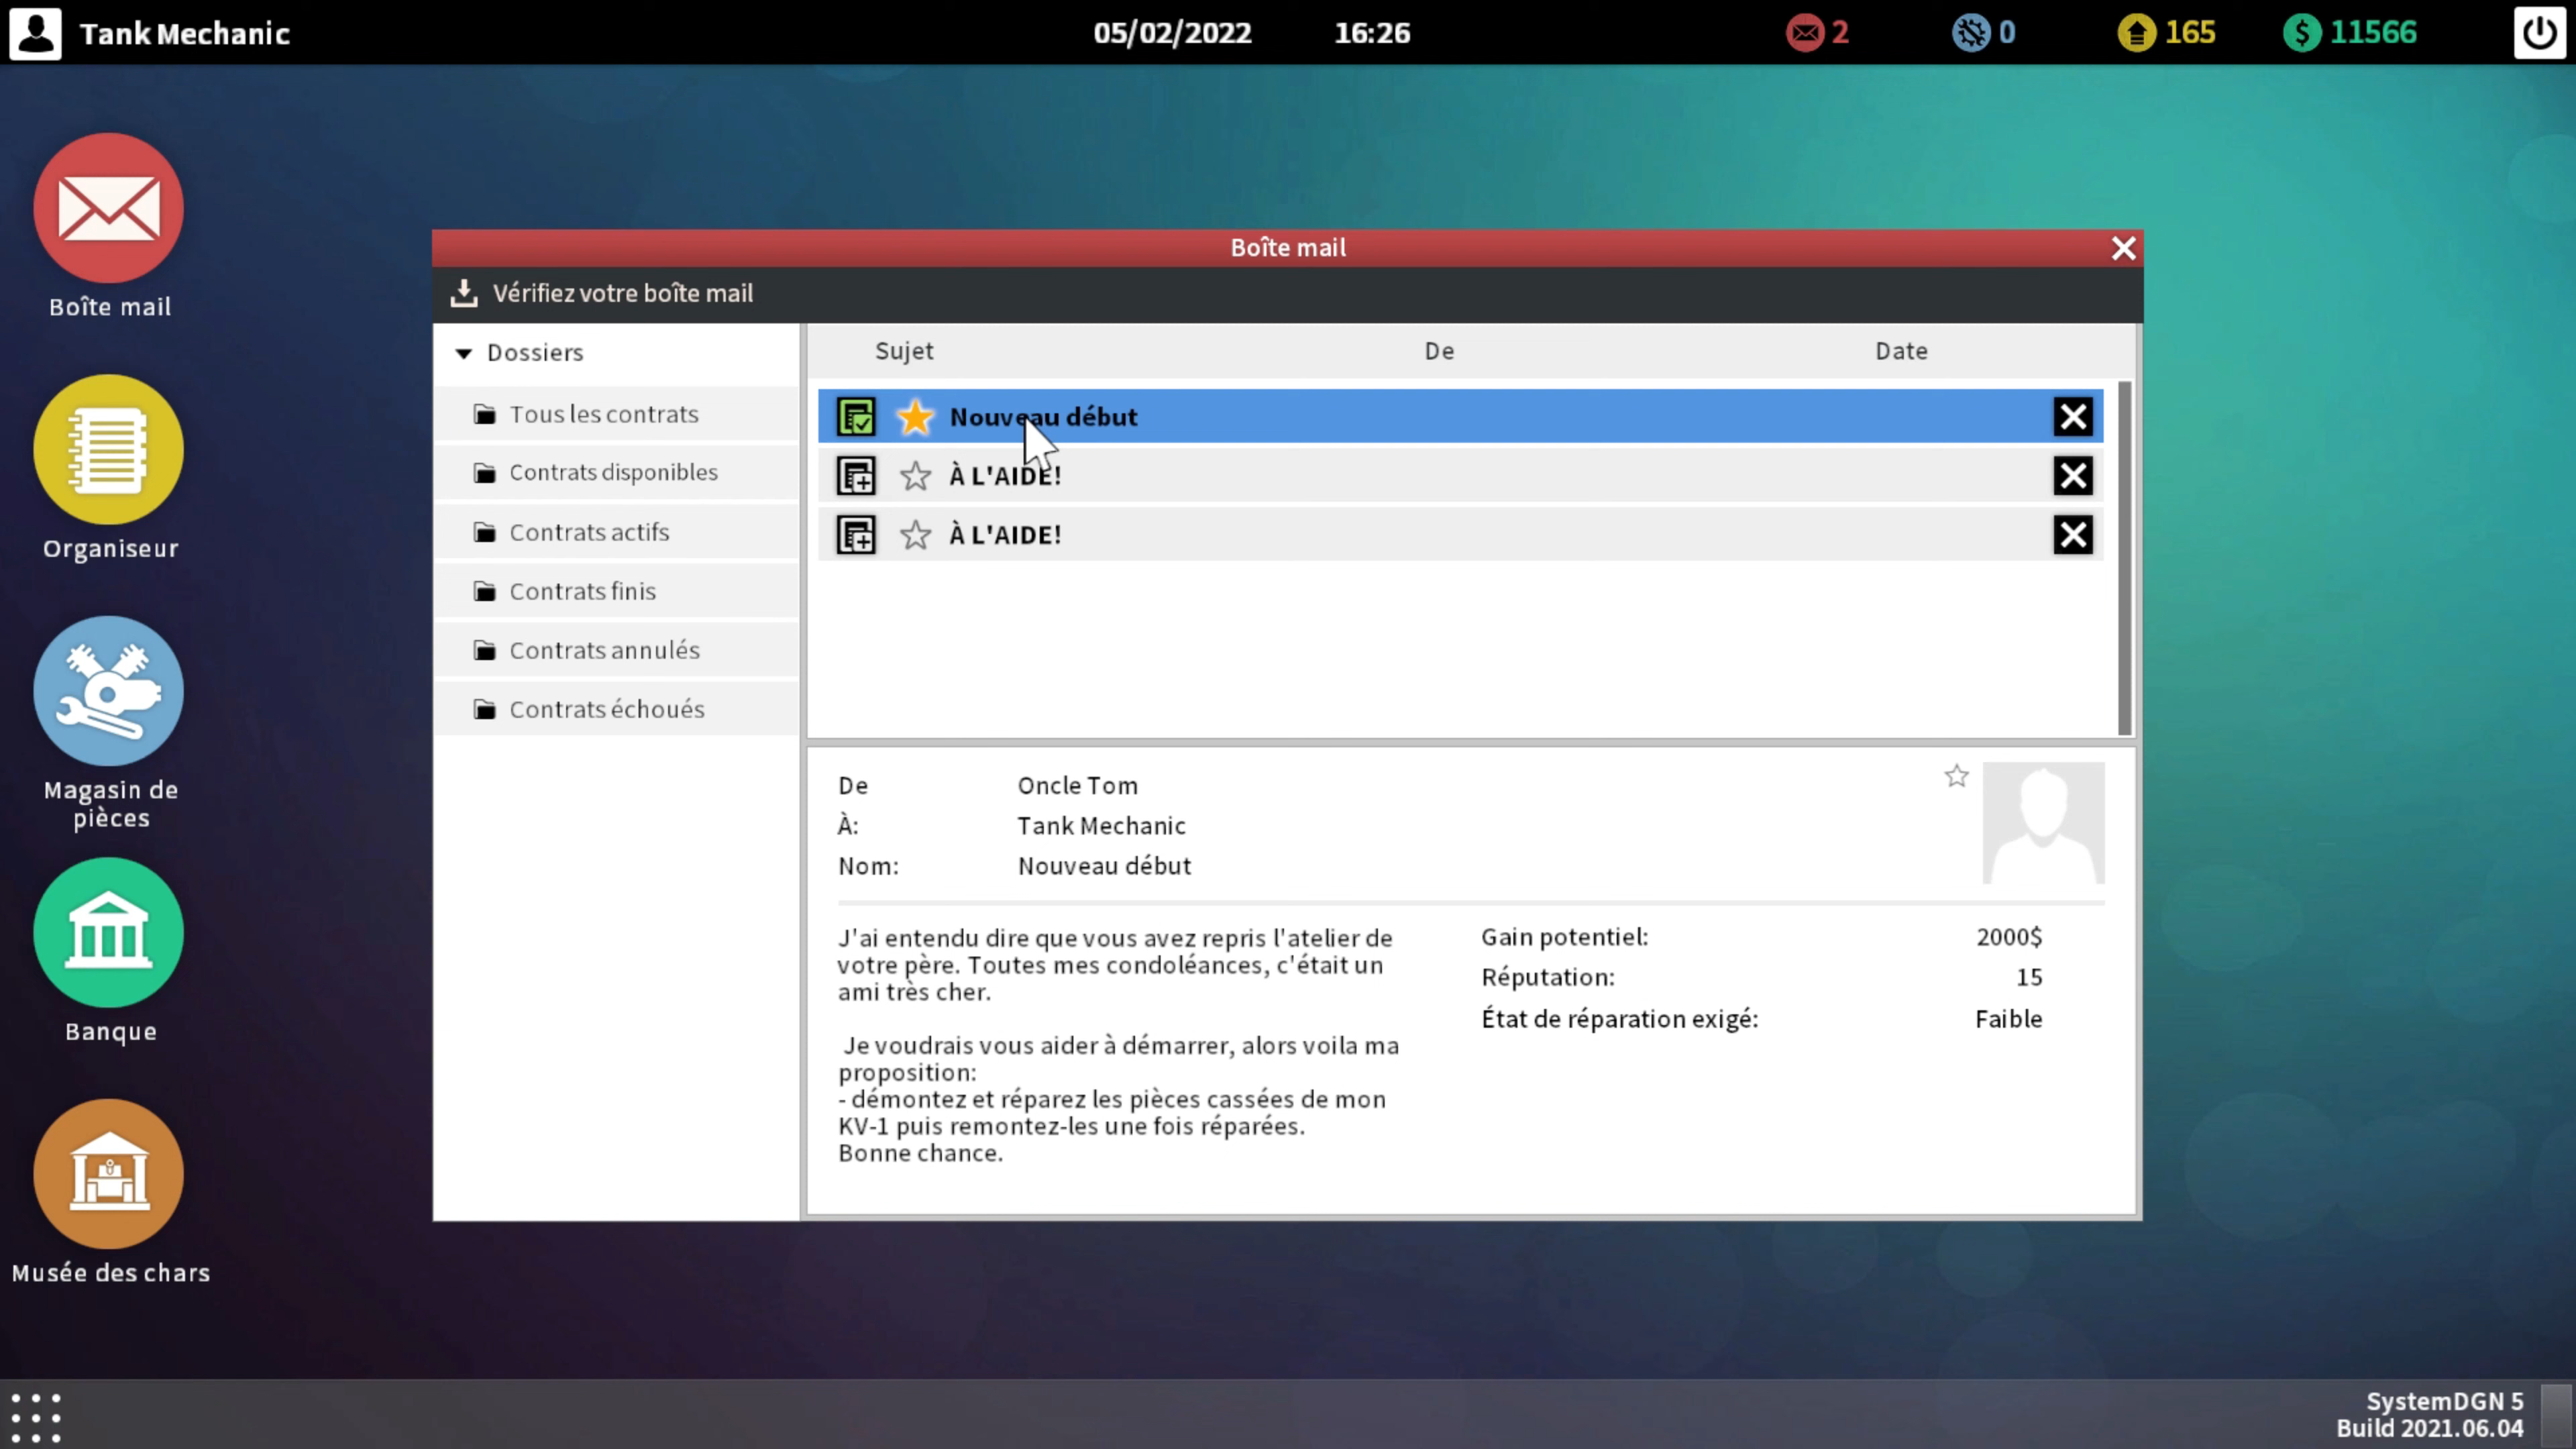 Tank Mechanic
05/02/2022
16:26
2
0
165
11566
Boîte mail
Organiseur
Magasin de
pièces
Banque
Musée des chars
Boîte mail
Vérifiez votre boîte mail
Dossiers
Tous les contrats
Contrats disponibles
Contrats actifs
Contrats finis
Contrats annulés
Contrats échoués
Sujet De Date
Nouveau début
À L'AIDE!
À L'AIDE!
De Oncle Tom
À: Tank Mechanic
Nom: Nouveau début
J'ai entendu dire que vous avez repris l'atelier de
votre père. Toutes mes condoléances, c'était un
ami très cher.
Je voudrais vous aider à démarrer, alors voila ma
proposition:
- démontez et réparez les pièces cassées de mon
KV-1 puis remontez-les une fois réparées.
Bonne chance.
Gain potentiel: 2000$
Réputation: 15
État de réparation exigé: Faible
SystemDGN 5
Build 2021.06.04